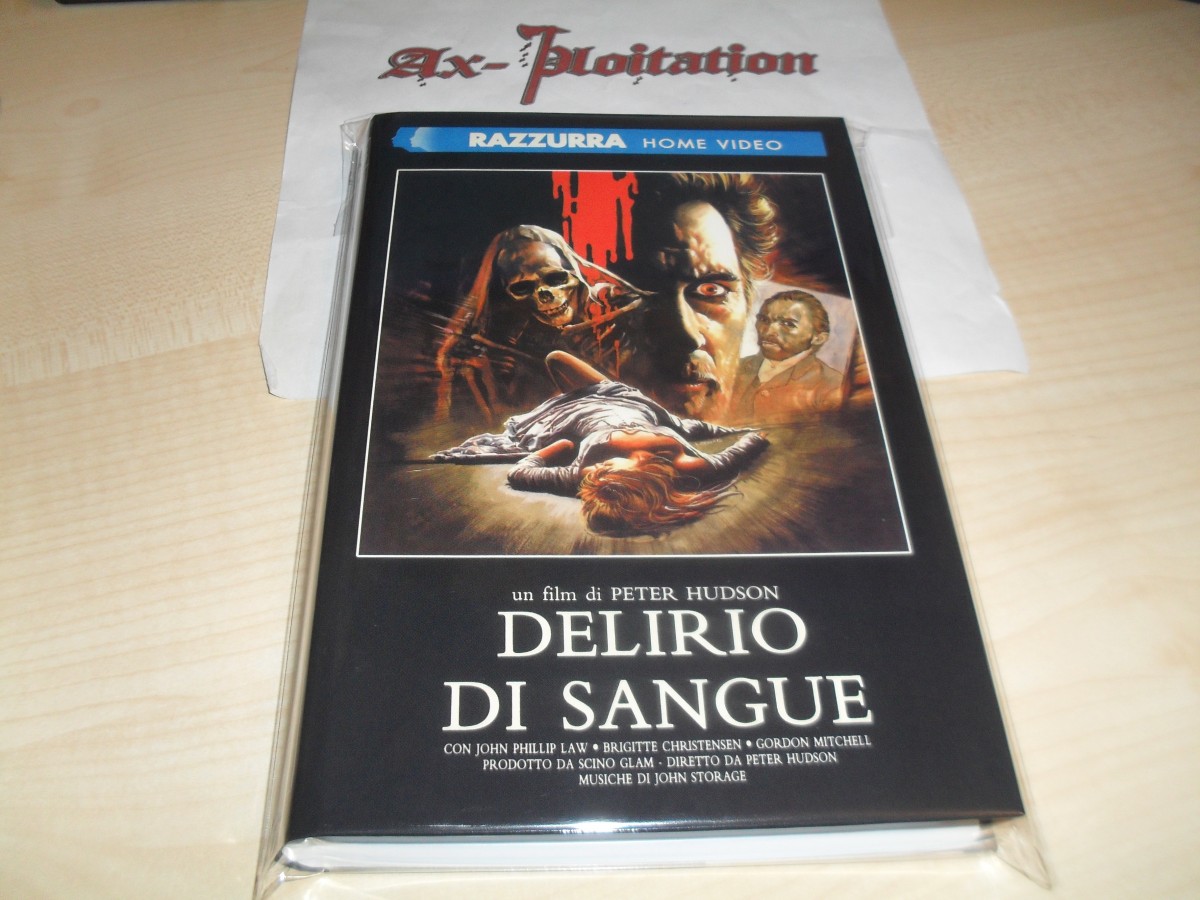 Ax-Ploitation
RAZZURRA HOME VIDEO
un film di PETER HUDSON
DELIRIO
DI SANGUE
CON JOHN PHILLIP LAW • BRIGITTE CHRISTENSEN • GORDON MITCHELL
PRODOTTO DA SCINO GLAM - DIRETTO DA PETER HUDSON
MUSICHE DI JOHN STORAGE